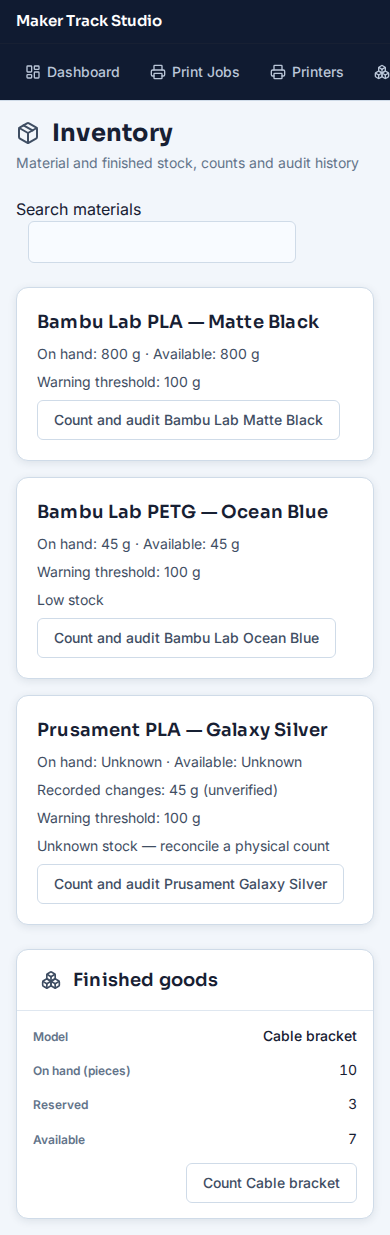 Maker Track Studio
Dashboard Print Jobs Printers
Inventory
Material and finished stock, counts and audit history
Search materials
Bambu Lab PLA — Matte Black
On hand: 800 g · Available: 800 g
Warning threshold: 100 g
Count and audit Bambu Lab Matte Black
Bambu Lab PETG — Ocean Blue
On hand: 45 g · Available: 45 g
Warning threshold: 100 g
Low stock
Count and audit Bambu Lab Ocean Blue
Prusament PLA — Galaxy Silver
On hand: Unknown · Available: Unknown
Recorded changes: 45 g (unverified)
Warning threshold: 100 g
Unknown stock — reconcile a physical count
Count and audit Prusament Galaxy Silver
Finished goods
Model Cable bracket
On hand (pieces) 10
Reserved 3
Available 7
Count Cable bracket